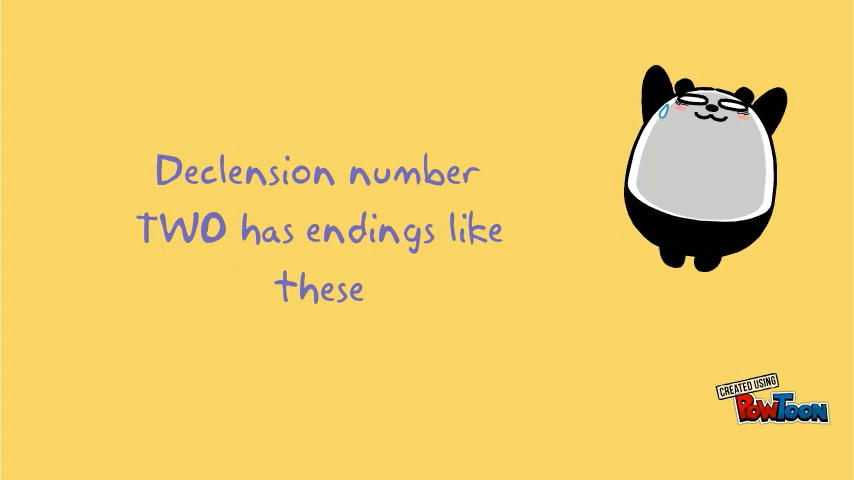 Declension number
TWO has endings like
these
CREATED USING
POWTOON